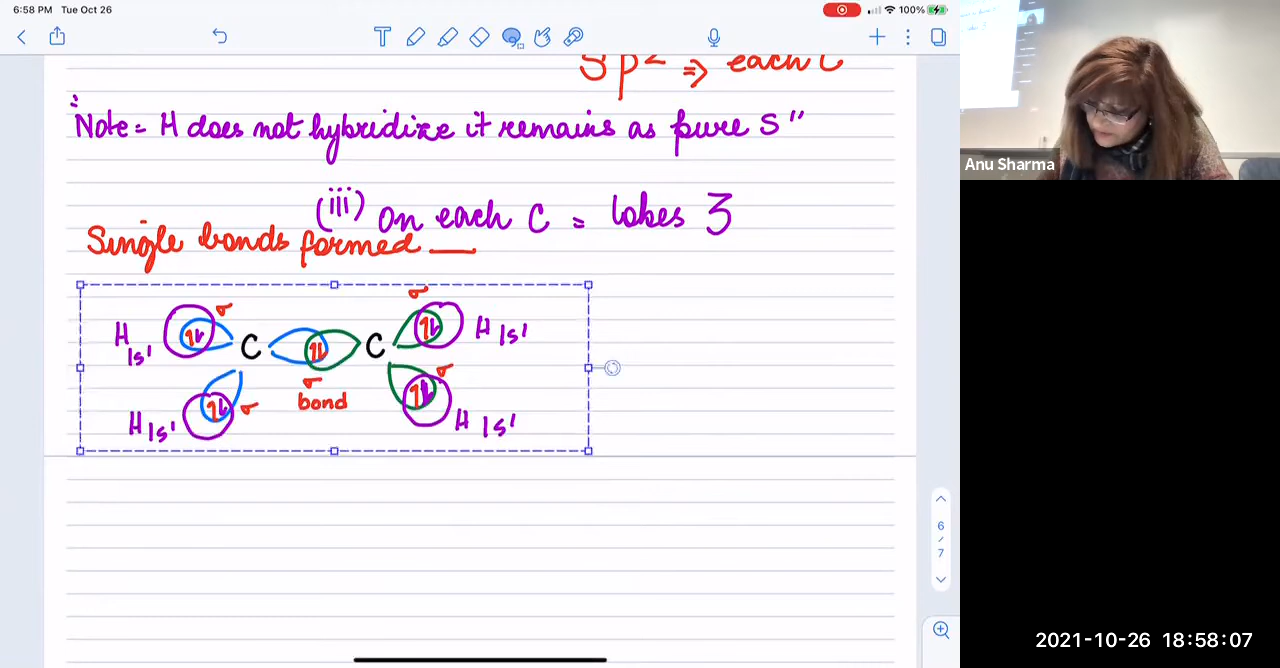 6:58 PM Tue Oct 26
100%
Sp² ⇒ each C
Note = H does not hybridize it remains as pure S"
(iii) on each C = takes 3
Single bonds formed
H 1s¹ σ C C σ H 1s¹
σ bond
H 1s¹ σ σ H 1s¹
6 / 7
Anu Sharma
2021-10-26 18:58:07